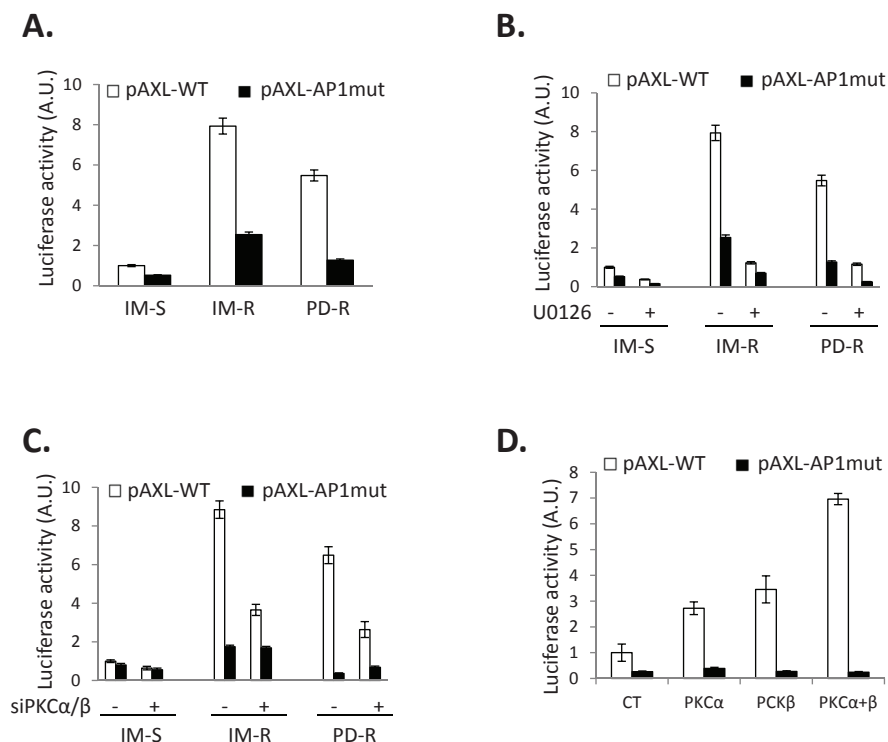 A.
pAXL-WT pAXL-AP1mut
Luciferase activity (A.U.)
10
8
6
4
2
0
IM-S IM-R PD-R
B.
pAXL-WT pAXL-AP1mut
Luciferase activity (A.U.)
10
8
6
4
2
0
U0126 - + - + - +
IM-S IM-R PD-R
C.
pAXL-WT pAXL-AP1mut
Luciferase activity (A.U.)
10
8
6
4
2
0
siPKCα/β - + - + - +
IM-S IM-R PD-R
D.
pAXL-WT pAXL-AP1mut
Luciferase activity (A.U.)
8
7
6
5
4
3
2
1
0
CT PKCα PCKβ PKCα+β